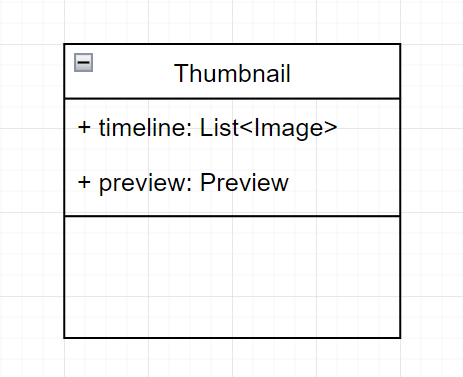 Thumbnail
+ timeline: List<Image>
+ preview: Preview